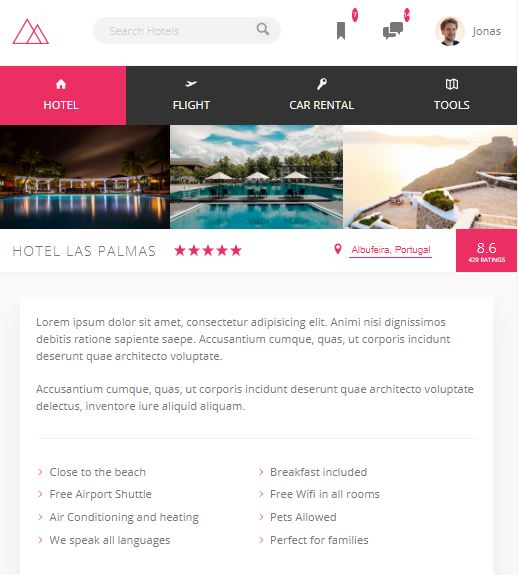 Search Hotels
7
Jonas
HOTEL
FLIGHT
CAR RENTAL
TOOLS
HOTEL LAS PALMAS
Albufeira, Portugal
8.6
429 RATINGS
Lorem ipsum dolor sit amet, consectetur adipisicing elit. Animi nisi dignissimos
debitis ratione sapiente saepe. Accusantium cumque, quas, ut corporis incidunt
deserunt quae architecto voluptate.
Accusantium cumque, quas, ut corporis incidunt deserunt quae architecto voluptate
delectus, inventore iure aliquid aliquam.
Close to the beach
Breakfast included
Free Airport Shuttle
Free Wifi in all rooms
Air Conditioning and heating
Pets Allowed
We speak all languages
Perfect for families